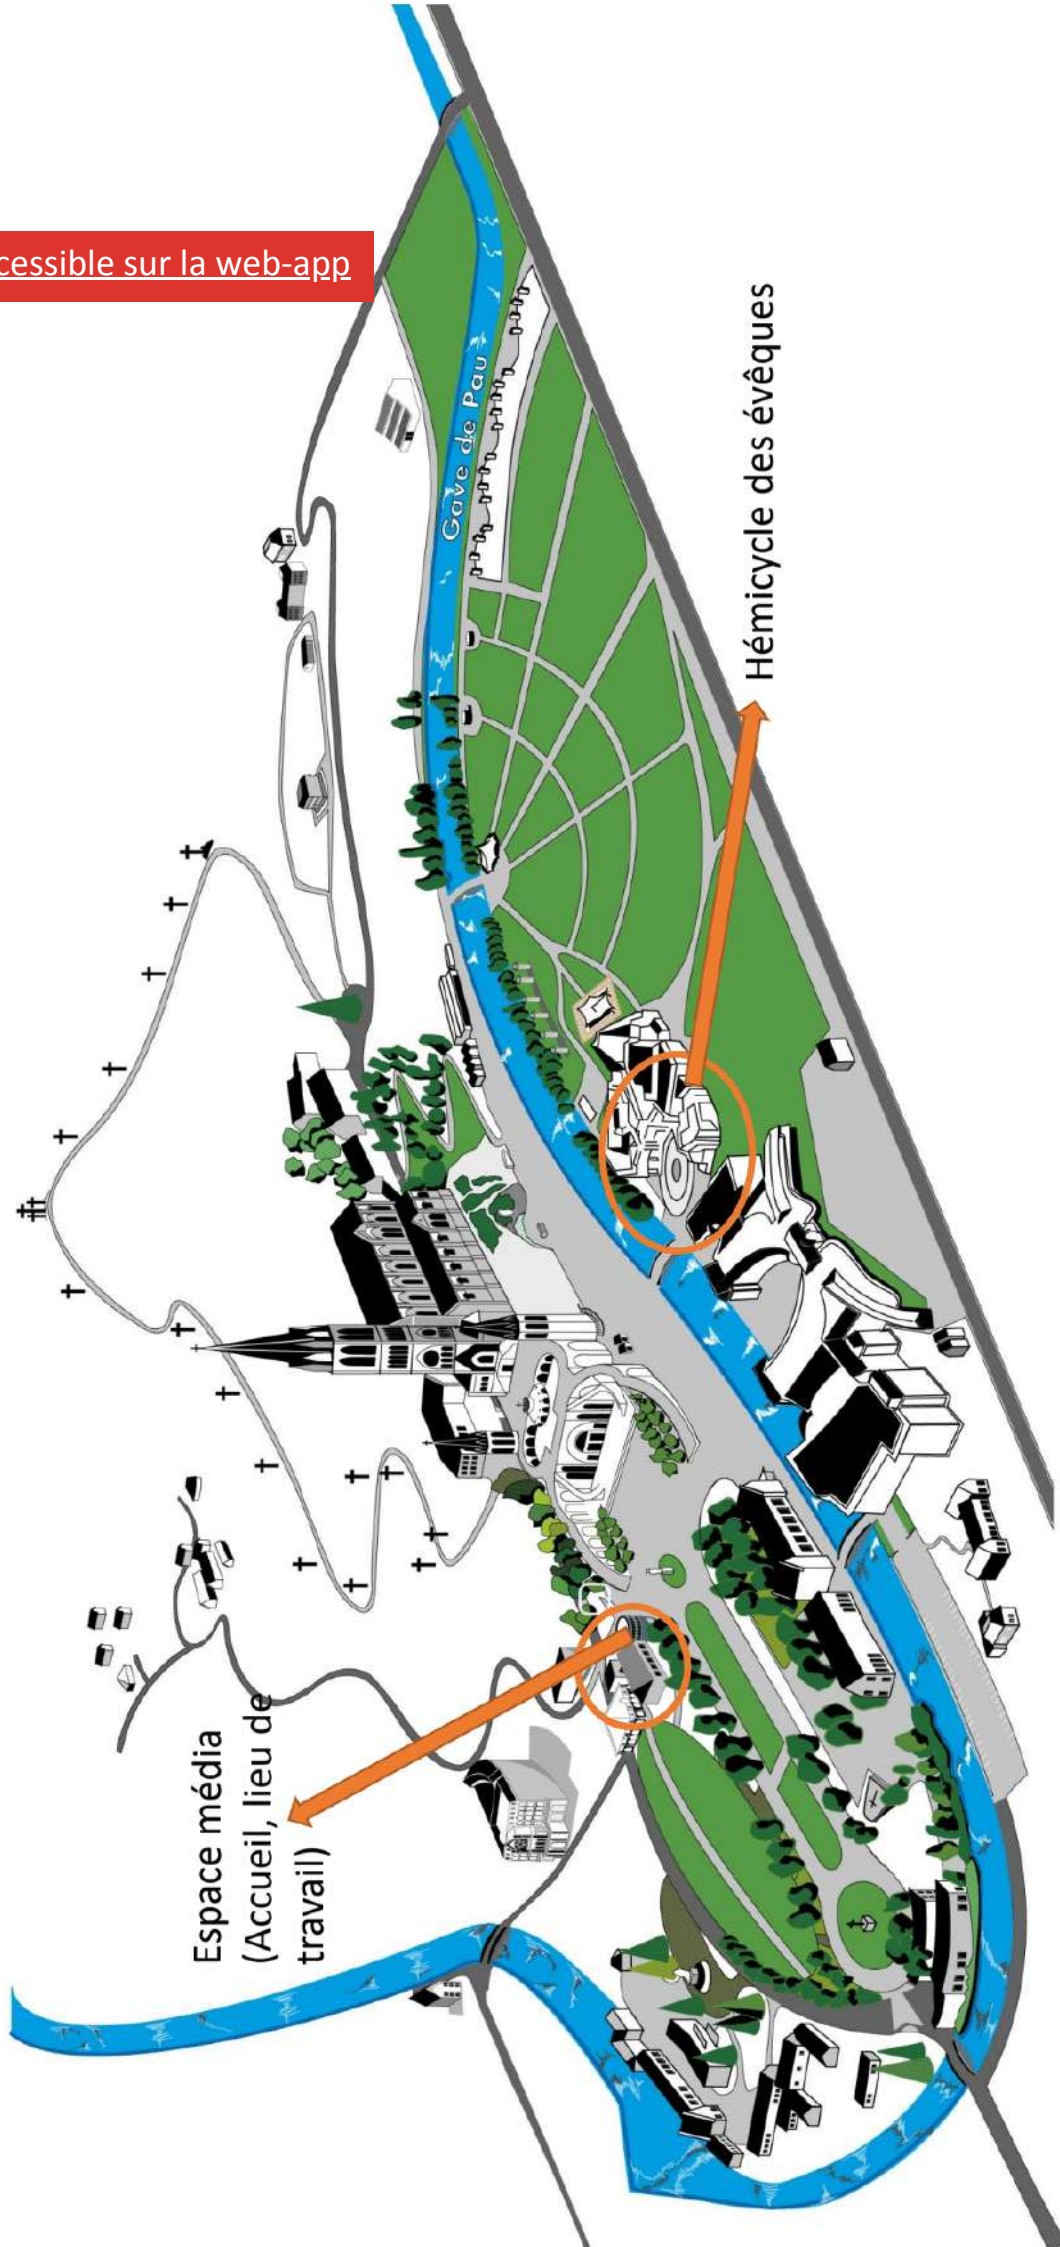 cessible sur la web-app
Gave de Pau
Hémicycle des évêques
Espace média
(Accueil, lieu de
travail)